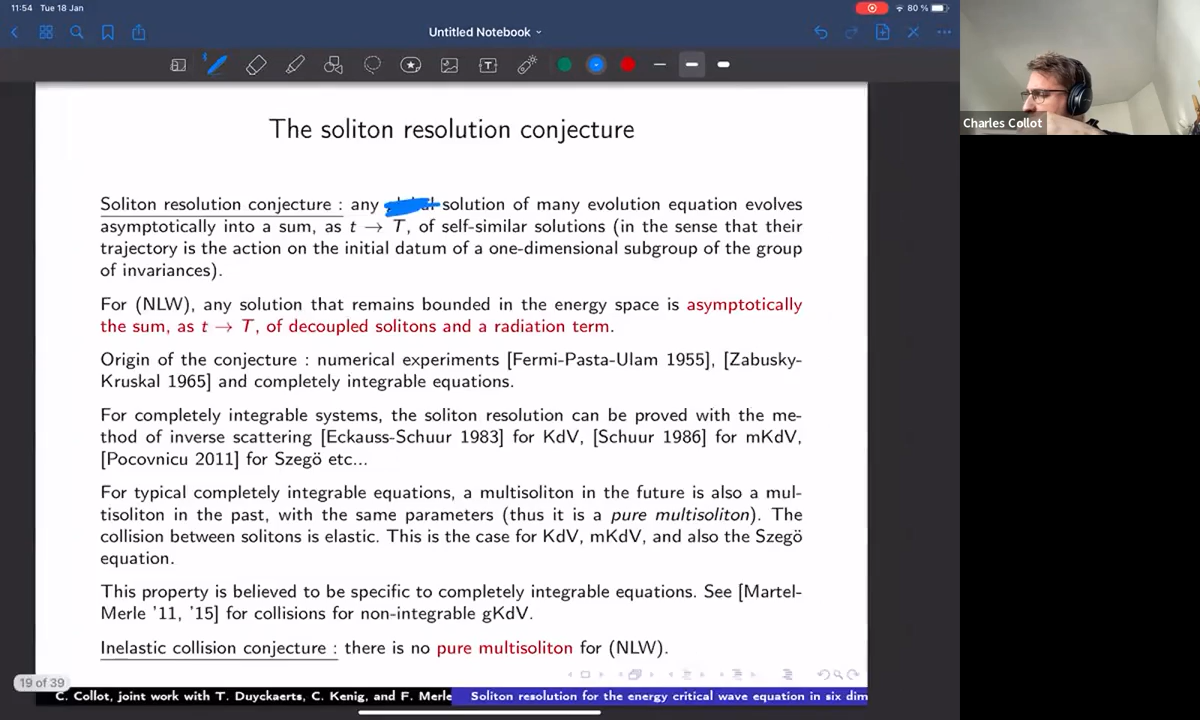 11:54 Tue 18 Jan
80 %
Untitled Notebook
The soliton resolution conjecture
Soliton resolution conjecture : any solution of many evolution equation evolves
asymptotically into a sum, as t → T, of self-similar solutions (in the sense that their
trajectory is the action on the initial datum of a one-dimensional subgroup of the group
of invariances).
For (NLW), any solution that remains bounded in the energy space is asymptotically
the sum, as t → T, of decoupled solitons and a radiation term.
Origin of the conjecture : numerical experiments [Fermi-Pasta-Ulam 1955], [Zabusky-
Kruskal 1965] and completely integrable equations.
For completely integrable systems, the soliton resolution can be proved with the me-
thod of inverse scattering [Eckauss-Schuur 1983] for KdV, [Schuur 1986] for mKdV,
[Pocovnicu 2011] for Szegö etc...
For typical completely integrable equations, a multisoliton in the future is also a mul-
tisoliton in the past, with the same parameters (thus it is a pure multisoliton). The
collision between solitons is elastic. This is the case for KdV, mKdV, and also the Szegö
equation.
This property is believed to be specific to completely integrable equations. See [Martel-
Merle '11, '15] for collisions for non-integrable gKdV.
Inelastic collision conjecture : there is no pure multisoliton for (NLW).
19 of 39
C. Collot, joint work with T. Duyckaerts, C. Kenig, and F. Merle
Soliton resolution for the energy critical wave equation in six dim
Charles Collot